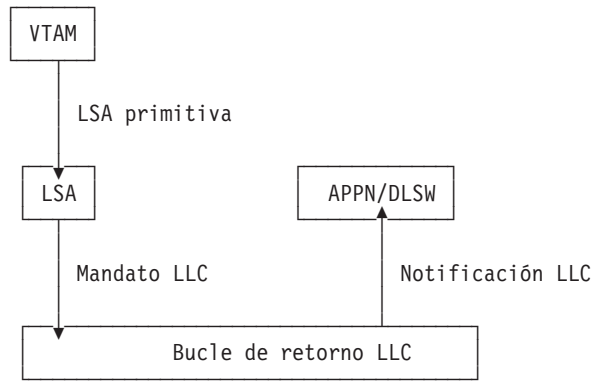 VTAM
LSA primitiva
LSA
APPN/DLSW
Mandato LLC
Notificación LLC
Bucle de retorno LLC